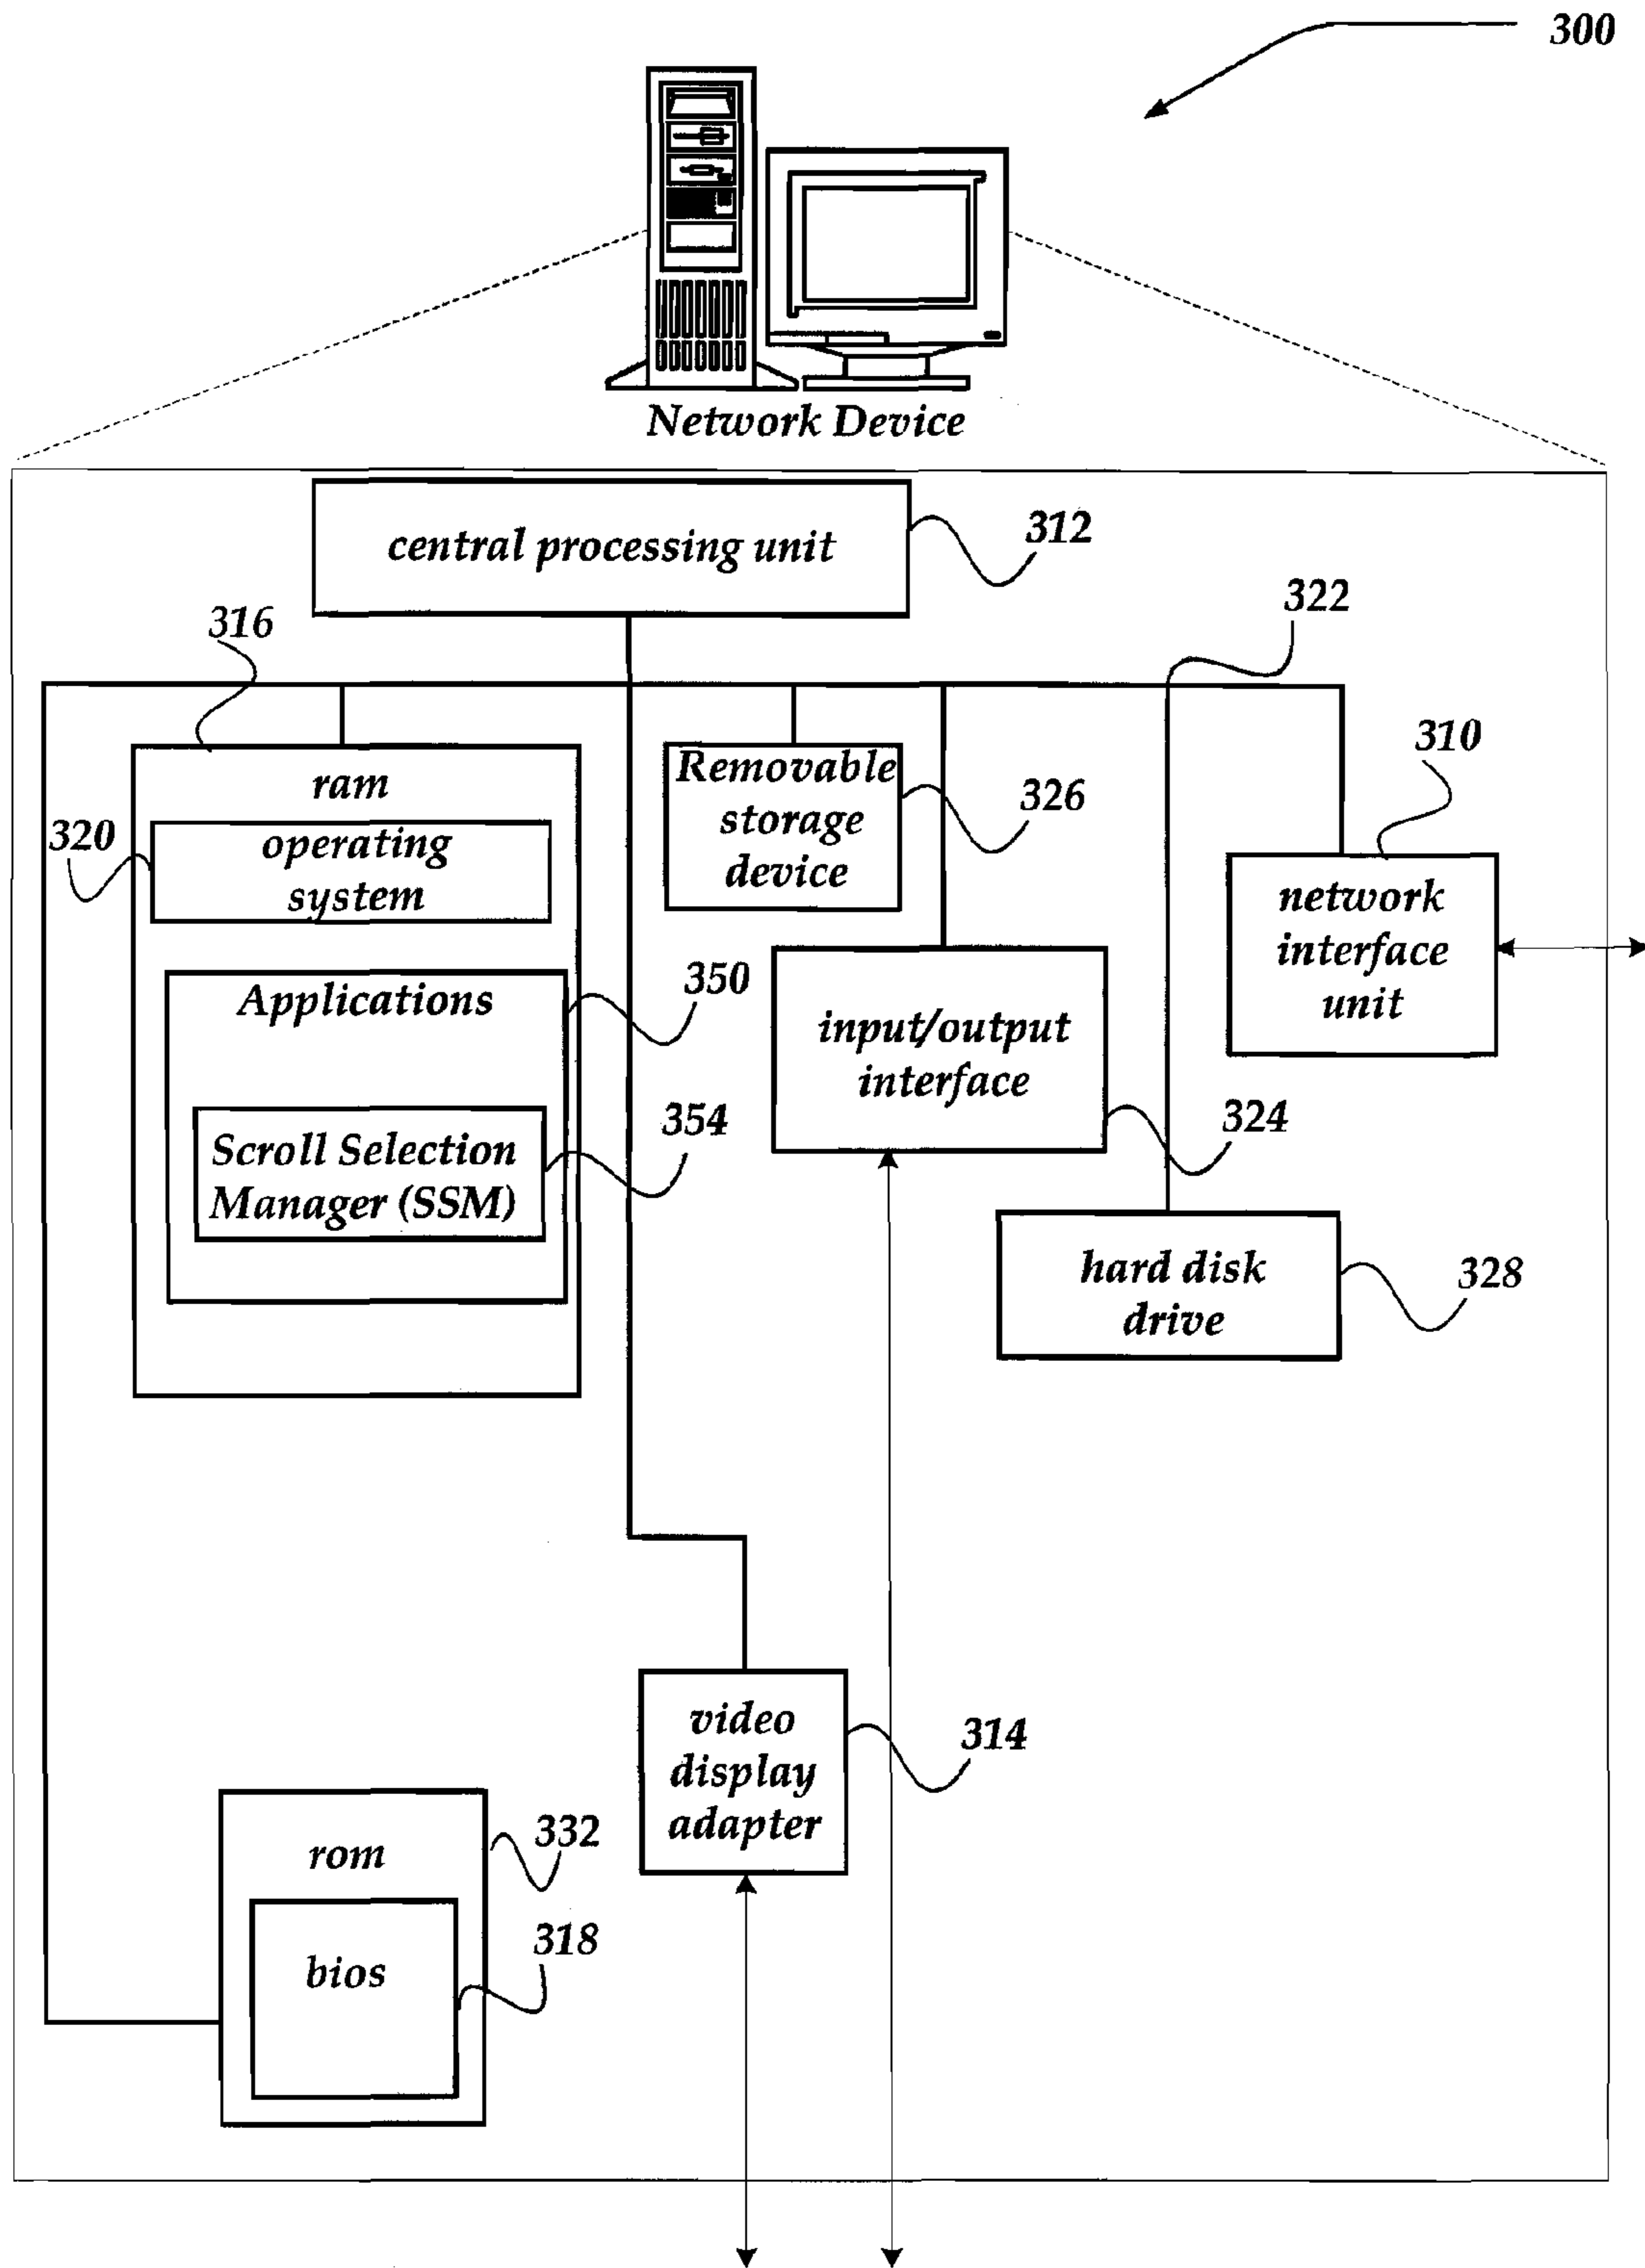 300
Network Device
central processing unit
312
322
316
310
ram
Removable
storage
device
326
320
operating
system
network
interface
unit
Applications
350
input/output
interface
Scroll Selection
Manager (SSM)
354
324
hard disk
drive
328
video
display
adapter
314
rom
332
bios
318